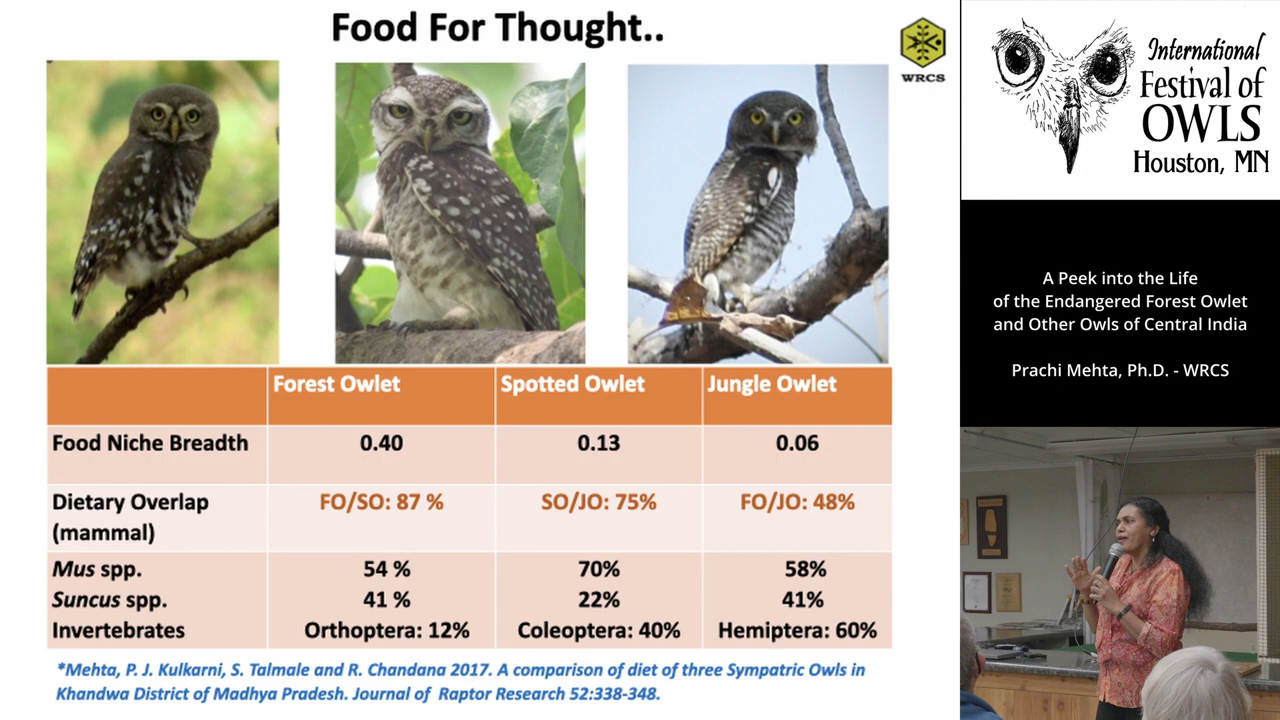 Food For Thought..
WRCS
Forest Owlet Spotted Owlet Jungle Owlet
Food Niche Breadth 0.40 0.13 0.06
Dietary Overlap (mammal) FO/SO: 87 % SO/JO: 75% FO/JO: 48%
Mus spp. 54 % 70% 58%
Suncus spp. 41 % 22% 41%
Invertebrates Orthoptera: 12% Coleoptera: 40% Hemiptera: 60%
*Mehta, P. J. Kulkarni, S. Talmale and R. Chandana 2017. A comparison of diet of three Sympatric Owls in
Khandwa District of Madhya Pradesh. Journal of Raptor Research 52:338-348.
International
Festival of
OWLS
Houston, MN
A Peek into the Life
of the Endangered Forest Owlet
and Other Owls of Central India
Prachi Mehta, Ph.D. - WRCS